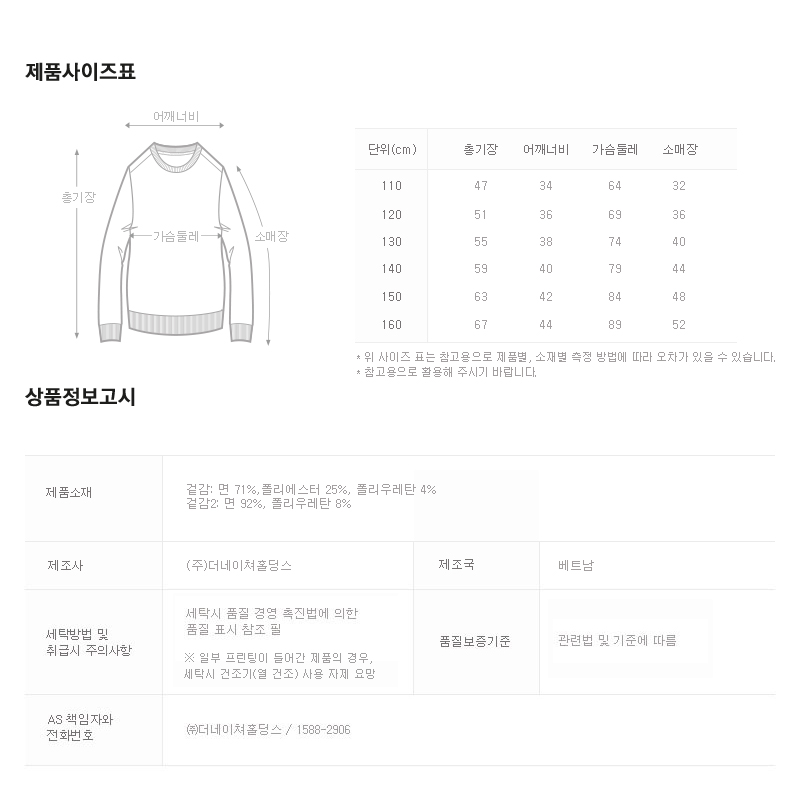 제품사이즈표
어깨너비
총기장
가슴둘레
소매장
단위(cm) 총기장 어깨너비 가슴둘레 소매장
110 47 34 64 32
120 51 36 69 36
130 55 38 74 40
140 59 40 79 44
150 63 42 84 48
160 67 44 89 52
* 위 사이즈 표는 참고용으로 제품별, 소재별 측정 방법에 따라 오차가 있을 수 있습니다.
* 참고용으로 활용해 주시기 바랍니다.
상품정보고시
제품소재
겉감: 면 71%,폴리에스터 25%, 폴리우레탄 4%
겉감2: 면 92%, 폴리우레탄 8%
제조사 (주)더네이쳐홀딩스 제조국 베트남
세탁방법 및
취급시 주의사항
세탁시 품질 경영 촉진법에 의한
품질 표시 참조 필
※ 일부 프린팅이 들어간 제품의 경우,
세탁시 건조기(열 건조) 사용 자제 요망
품질보증기준 관련법 및 기준에 따름
AS 책임자와
전화번호
㈜더네이쳐홀딩스 / 1588-2906